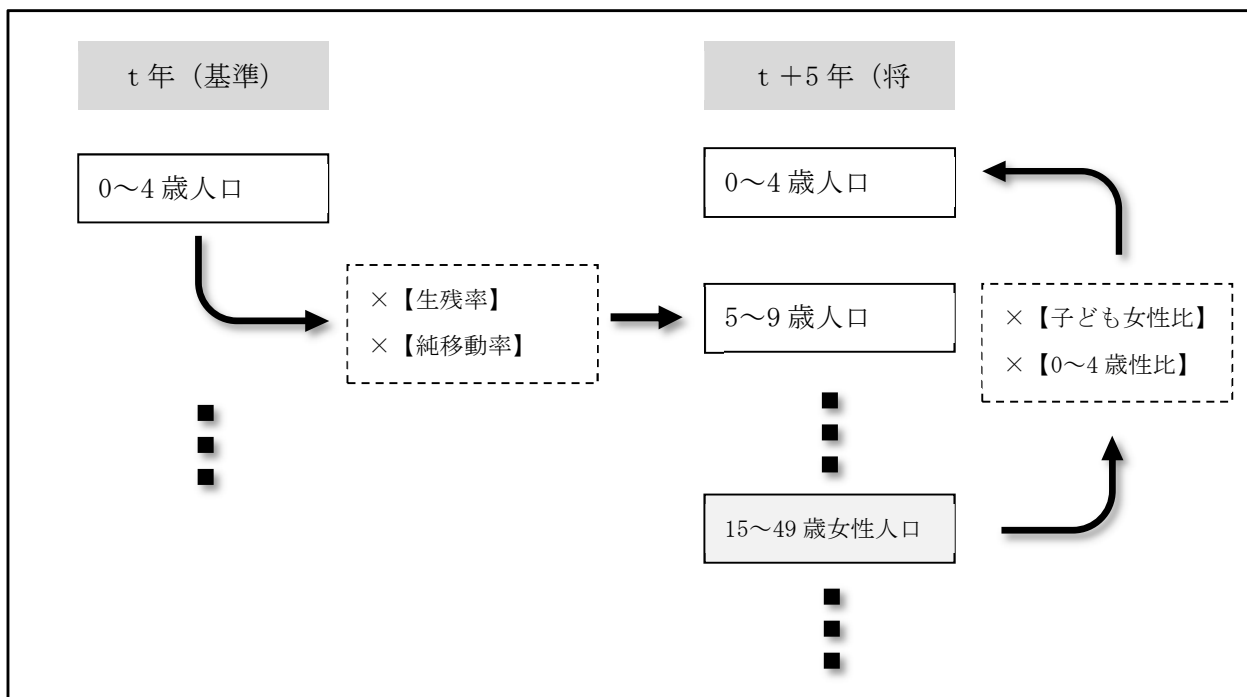 t 年（基準）
t +5 年（将
0～4 歳人口
0～4 歳人口
×【生残率】
×【純移動率】
5～9 歳人口
×【子ども女性比】
×【0～4 歳性比】
15～49 歳女性人口